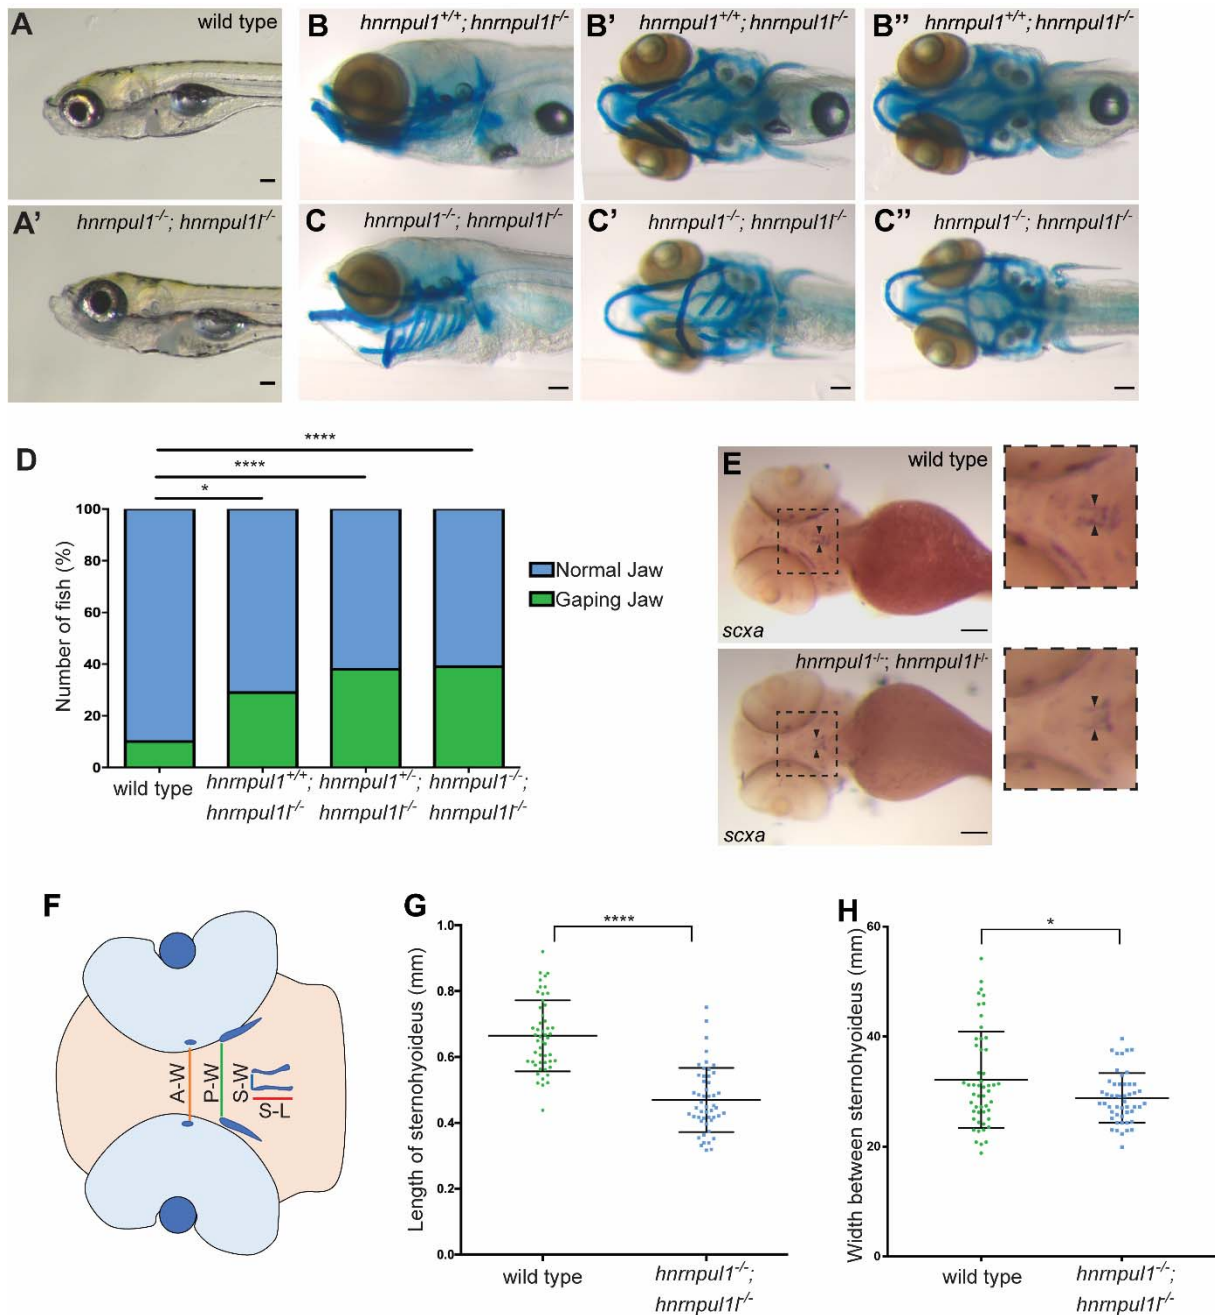 A
wild type
B
hnrnpul1+/+; hnrnpul1l-/-
B'
hnrnpul1+/+; hnrnpul1l-/-
B"
hnrnpul1+/+; hnrnpul1l-/-
A'
hnrnpul1-/-; hnrnpul1l-/-
C
hnrnpul1-/-; hnrnpul1l-/-
C'
hnrnpul1-/-; hnrnpul1l-/-
C"
hnrnpul1-/-; hnrnpul1l-/-
D
****
****
*
Number of fish (%)
100
80
60
40
20
0
wild type
hnrnpul1+/+;
hnrnpul1l-/-
hnrnpul1+/-;
hnrnpul1l-/-
hnrnpul1-/-;
hnrnpul1l-/-
Normal Jaw
Gaping Jaw
E
wild type
scxa
hnrnpul1-/-; hnrnpul1l-/-
scxa
F
A-W
P-W
S-W
S-L
G
****
Length of sternohyoideus (mm)
1.0
0.8
0.6
0.4
0.2
0.0
wild type
hnrnpul1-/-;
hnrnpul1l-/-
H
*
Width between sternohyoideus (mm)
60
40
20
0
wild type
hnrnpul1-/-;
hnrnpul1l-/-